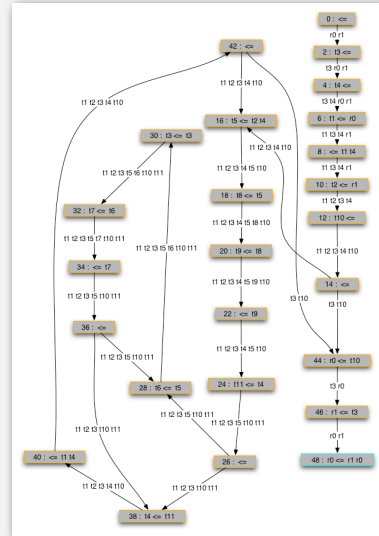 0 : <=
r0 r1
2 : t3 <=
t3 r0 r1
4 : t4 <=
t3 t4 r0 r1
6 : t1 <= r0
t1 t3 t4 r1
8 : <= t1 t4
t1 t3 t4 r1
10 : t2 <= r1
t1 t2 t3 t4
12 : t10 <=
t1 t2 t3 t4 t10
14 : <=
t1 t2 t3 t4 t10
t3 t10
42 : <=
t1 t2 t3 t4 t10
t3 t10
16 : t5 <= t2 t4
t1 t2 t3 t4 t5 t10
18 : t8 <= t5
t1 t2 t3 t4 t5 t8 t10
20 : t9 <= t8
t1 t2 t3 t4 t5 t9 t10
22 : <= t9
t1 t2 t3 t4 t5 t10
24 : t11 <= t4
t1 t2 t3 t5 t10 t11
26 : <=
t1 t2 t3 t5 t10 t11
t1 t2 t3 t10 t11
28 : t6 <= t5
t1 t2 t3 t5 t6 t10 t11
30 : t3 <= t3
t1 t2 t3 t5 t6 t10 t11
32 : t7 <= t6
t1 t2 t3 t5 t7 t10 t11
34 : <= t7
t1 t2 t3 t5 t10 t11
36 : <=
t1 t2 t3 t5 t10 t11
t1 t2 t3 t10 t11
38 : t4 <= t11
t1 t2 t3 t4 t10
40 : <= t1 t4
t1 t2 t3 t4 t10
44 : r0 <= t10
t3 r0
46 : r1 <= t3
r0 r1
48 : r0 <= r1 r0